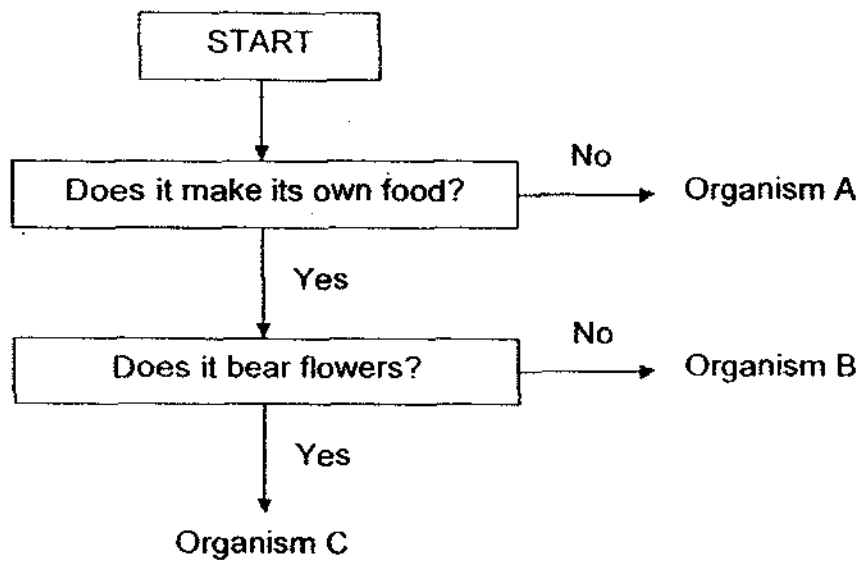 START
No
Does it make its own food?
Organism A
Yes
No
Does it bear flowers?
Organism B
Yes
Organism C